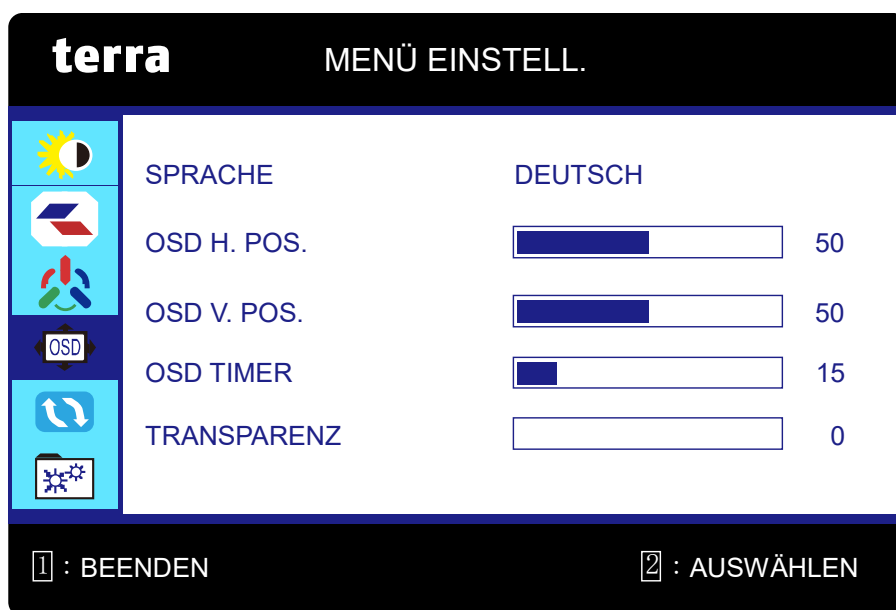 terra MENÜ EINSTELL.
SPRACHE DEUTSCH
OSD H. POS. 50
OSD V. POS. 50
OSD
OSD TIMER 15
TRANSPARENZ 0
1 : BEENDEN 2 : AUSWÄHLEN